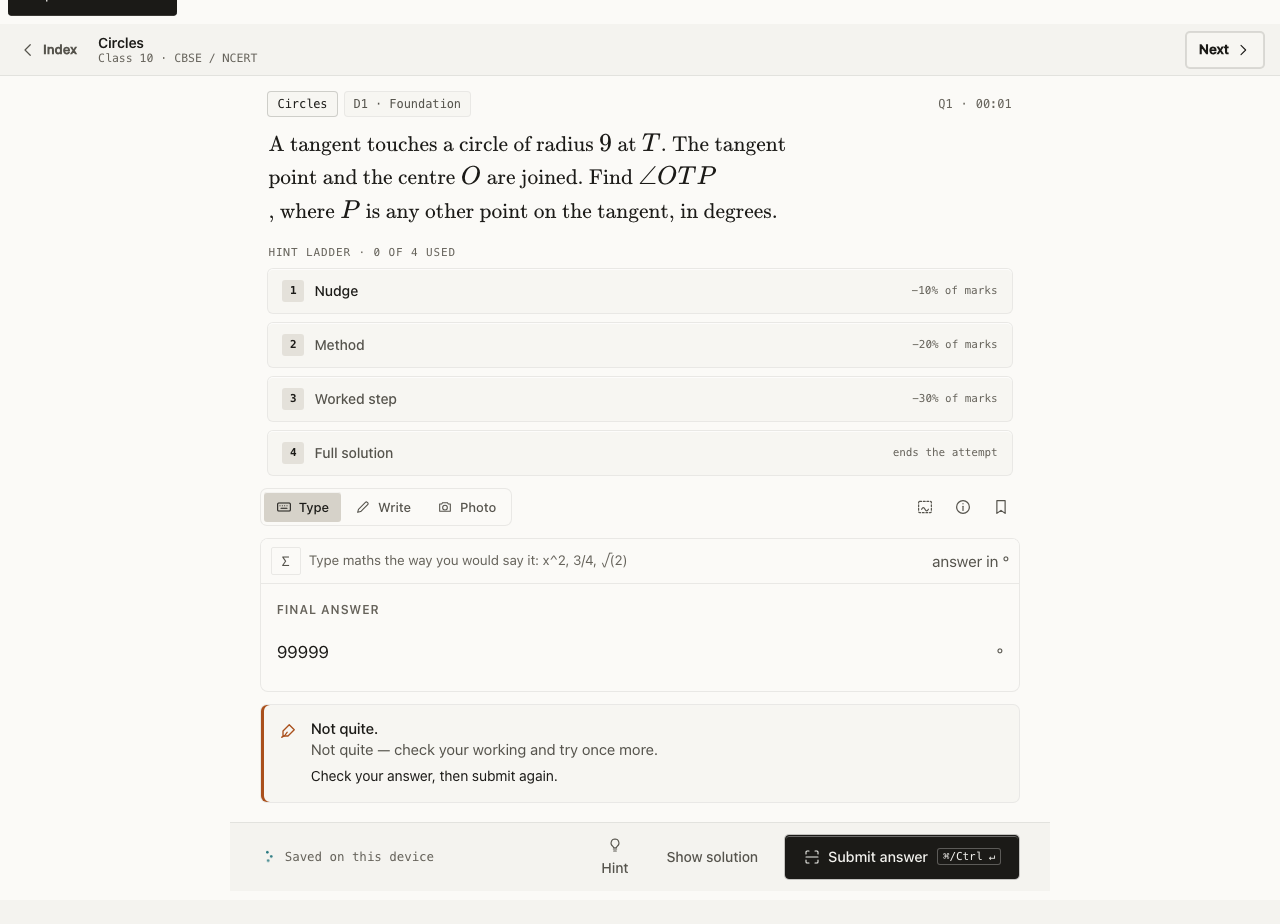 Index
Circles
Class 10 · CBSE / NCERT
Next
Circles
D1 · Foundation
Q1 · 00:01
A tangent touches a circle of radius 9 at T. The tangent
point and the centre O are joined. Find ∠OTP
, where P is any other point on the tangent, in degrees.
HINT LADDER · 0 OF 4 USED
1 Nudge −10% of marks
2 Method −20% of marks
3 Worked step −30% of marks
4 Full solution ends the attempt
Type Write Photo
Σ Type maths the way you would say it: x^2, 3/4, √(2) answer in °
FINAL ANSWER
99999 °
Not quite.
Not quite — check your working and try once more.
Check your answer, then submit again.
Saved on this device
Hint
Show solution
Submit answer ⌘/Ctrl ↵